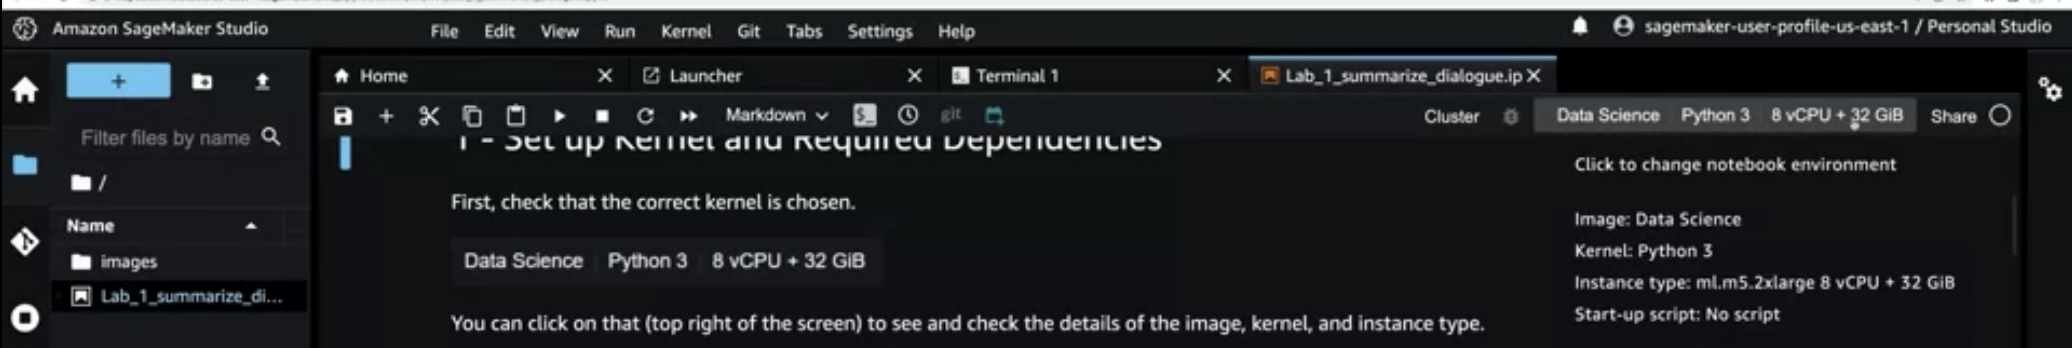 Amazon SageMaker Studio File Edit View Run Kernel Git Tabs Settings Help sagemaker-user-profile-us-east-1 / Personal Studio
Home Launcher Terminal 1 Lab_1_summarize_dialogue.ip
Markdown git Cluster Data Science Python 3 8 vCPU + 32 GiB Share
Filter files by name
/
Name
images
Lab_1_summarize_di...
1 - Set up Kernel and Required Dependencies
First, check that the correct kernel is chosen.
Data Science Python 3 8 vCPU + 32 GiB
You can click on that (top right of the screen) to see and check the details of the image, kernel, and instance type.
Click to change notebook environment
Image: Data Science
Kernel: Python 3
Instance type: ml.m5.2xlarge 8 vCPU + 32 GiB
Start-up script: No script